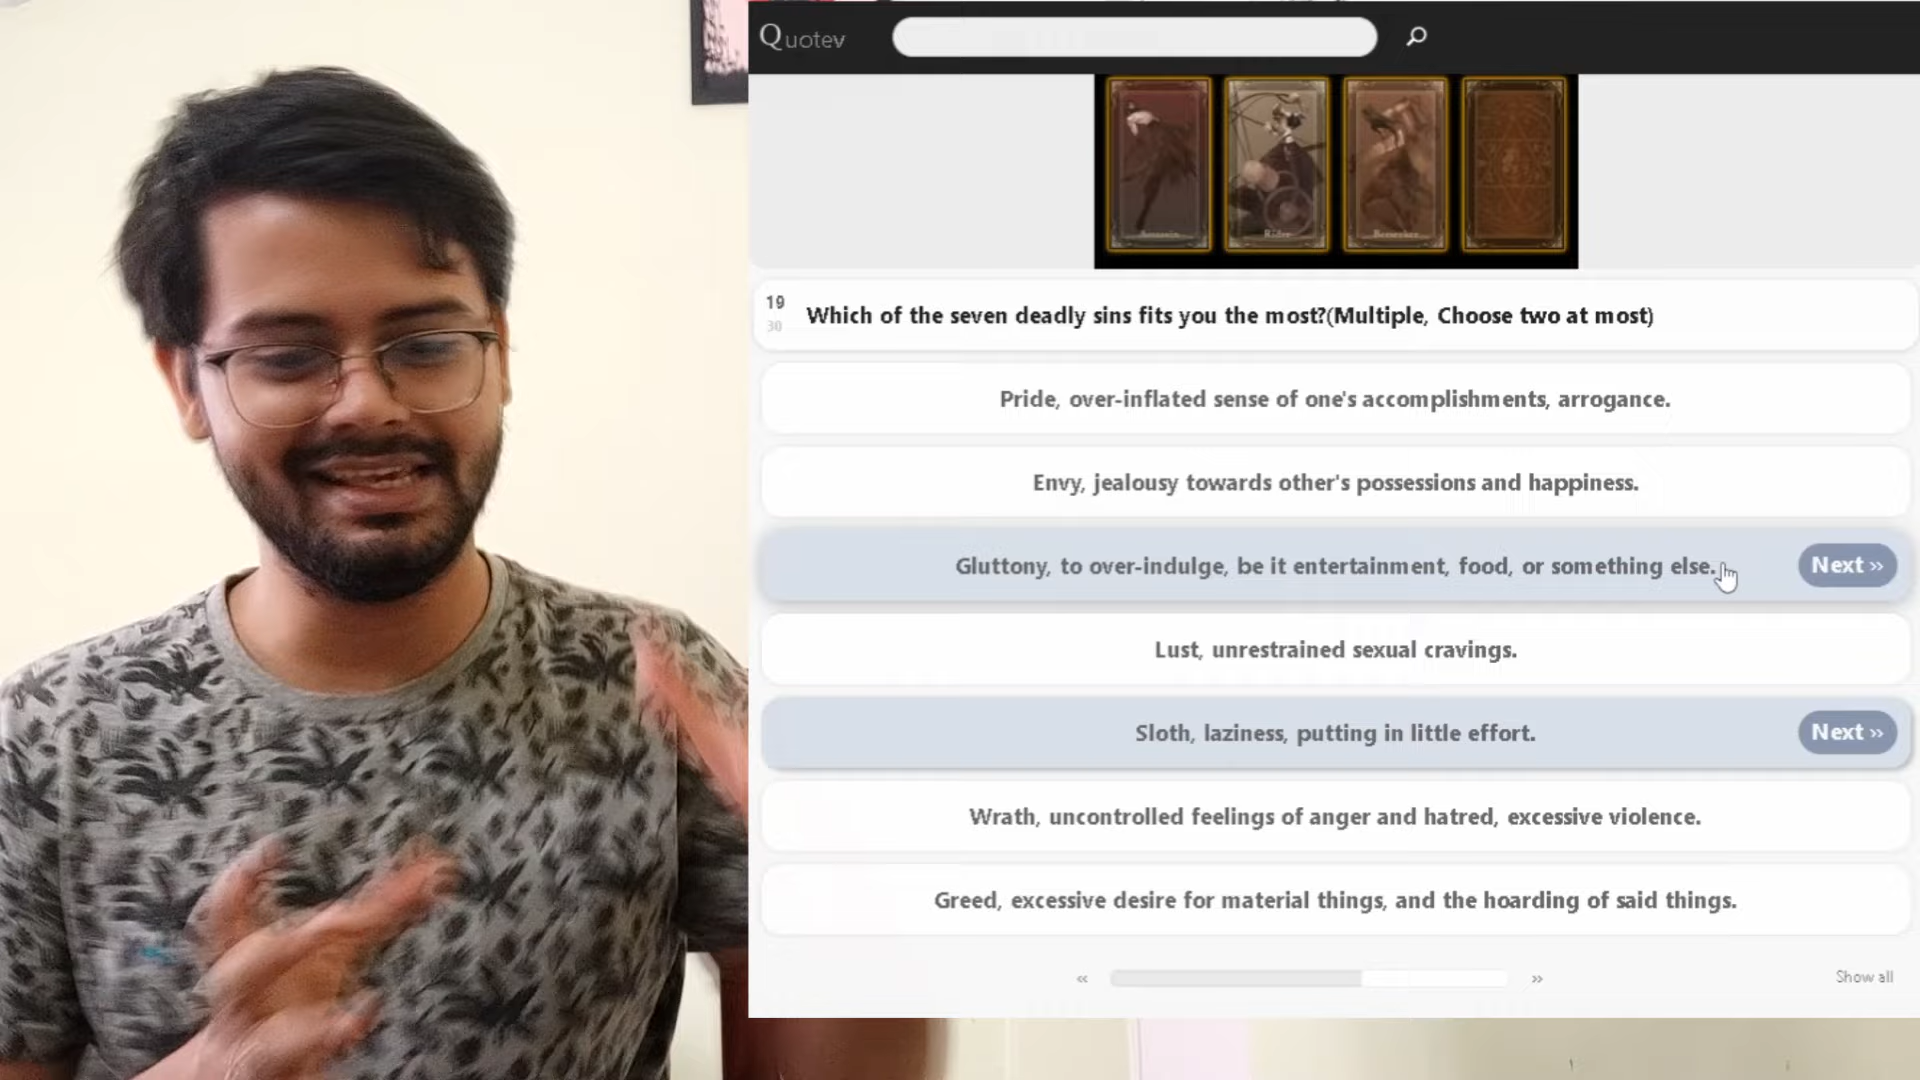 Quotev
Assassin
Rider
Berserker
19
30
Which of the seven deadly sins fits you the most?(Multiple, Choose two at most)
Pride, over-inflated sense of one's accomplishments, arrogance.
Envy, jealousy towards other's possessions and happiness.
Gluttony, to over-indulge, be it entertainment, food, or something else.
Next »
Lust, unrestrained sexual cravings.
Sloth, laziness, putting in little effort.
Next »
Wrath, uncontrolled feelings of anger and hatred, excessive violence.
Greed, excessive desire for material things, and the hoarding of said things.
«
»
Show all